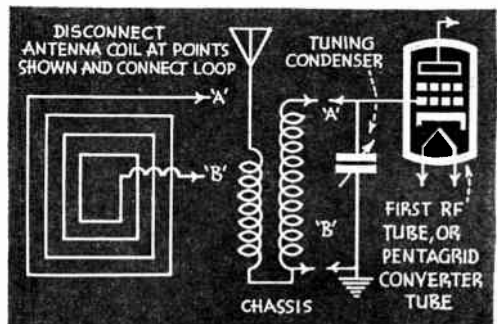 DISCONNECT
ANTENNA COIL AT POINTS
SHOWN AND CONNECT LOOP
'A'
'B'
TUNING
CONDENSER
'A'
'B'
CHASSIS
FIRST RF
TUBE, OR
PENTAGRID
CONVERTER
TUBE